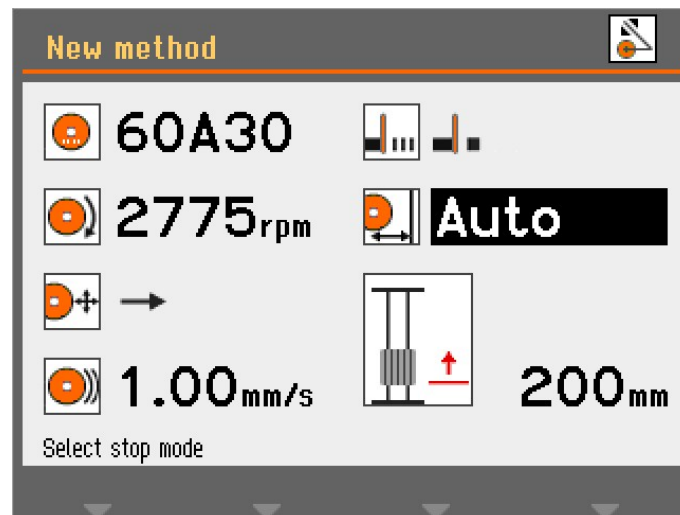 New method
60A30
2775rpm
Auto
1.00mm/s
200mm
Select stop mode